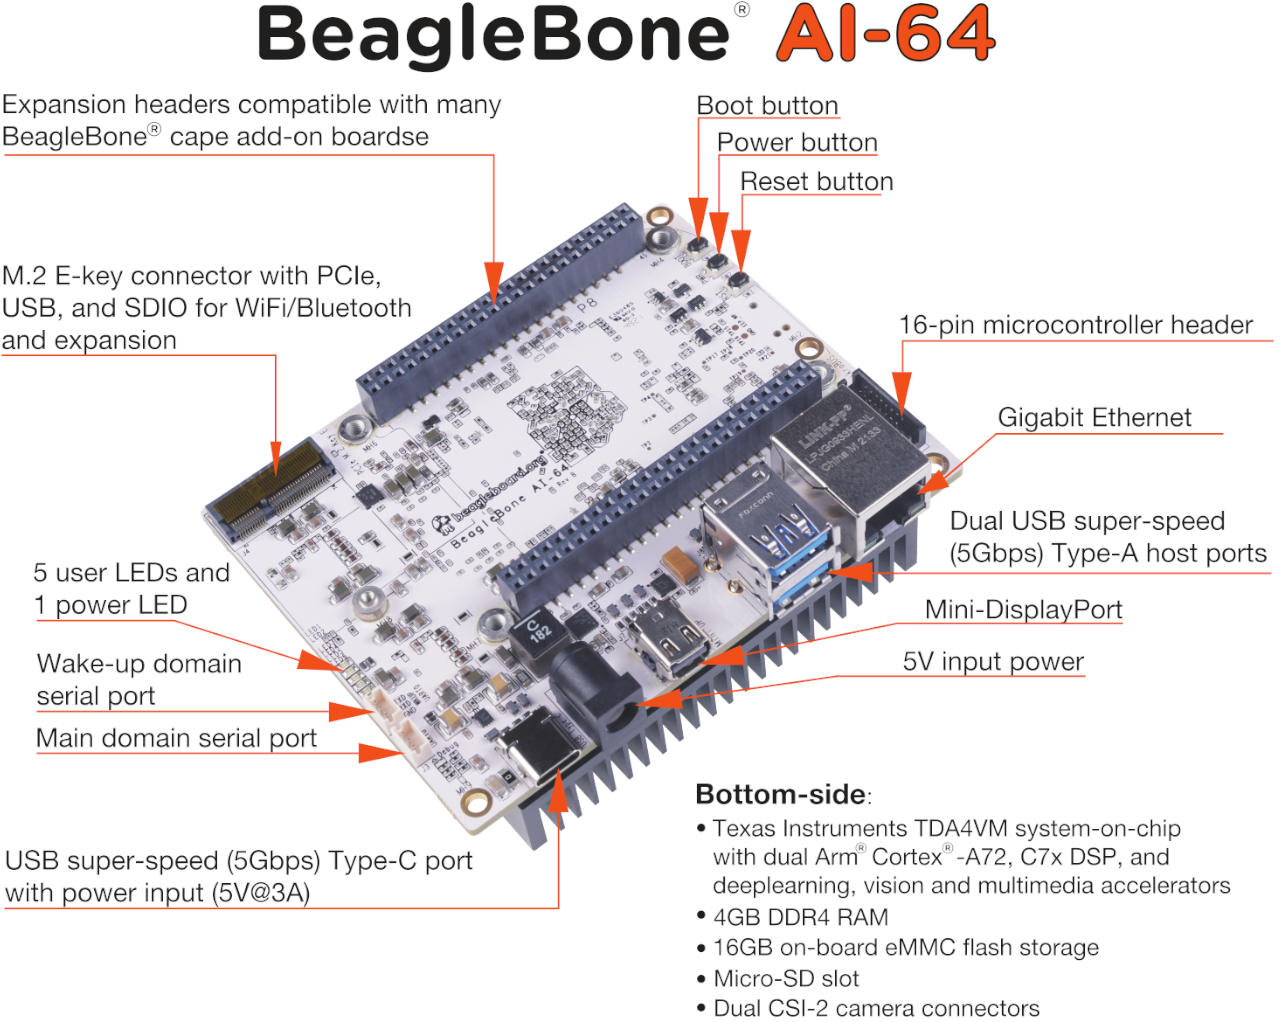 BeagleBone® AI-64
Expansion headers compatible with many
BeagleBone® cape add-on boardse
Boot button
Power button
Reset button
M.2 E-key connector with PCIe,
USB, and SDIO for WiFi/Bluetooth
and expansion
16-pin microcontroller header
Gigabit Ethernet
Dual USB super-speed
(5Gbps) Type-A host ports
Mini-DisplayPort
5V input power
5 user LEDs and
1 power LED
Wake-up domain
serial port
Main domain serial port
USB super-speed (5Gbps) Type-C port
with power input (5V@3A)
P8
LINK-PP®
LPJG0933HENL
China M 2133
Foxconn
beagleboard.org®
BeagleBone AI-64
Rev B
C
182
J4
Debug
Bottom-side:
• Texas Instruments TDA4VM system-on-chip
with dual Arm® Cortex®-A72, C7x DSP, and
deeplearning, vision and multimedia accelerators
• 4GB DDR4 RAM
• 16GB on-board eMMC flash storage
• Micro-SD slot
• Dual CSI-2 camera connectors